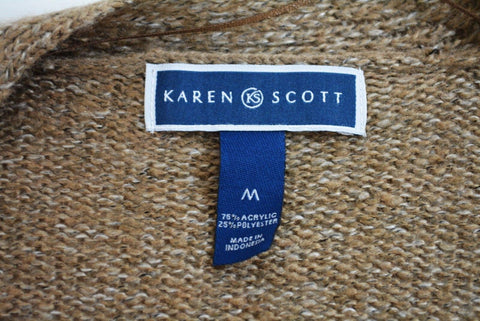 KAREN KS SCOTT
M
75% ACRYLIC
25% POLYESTER
MADE IN
INDONESIA